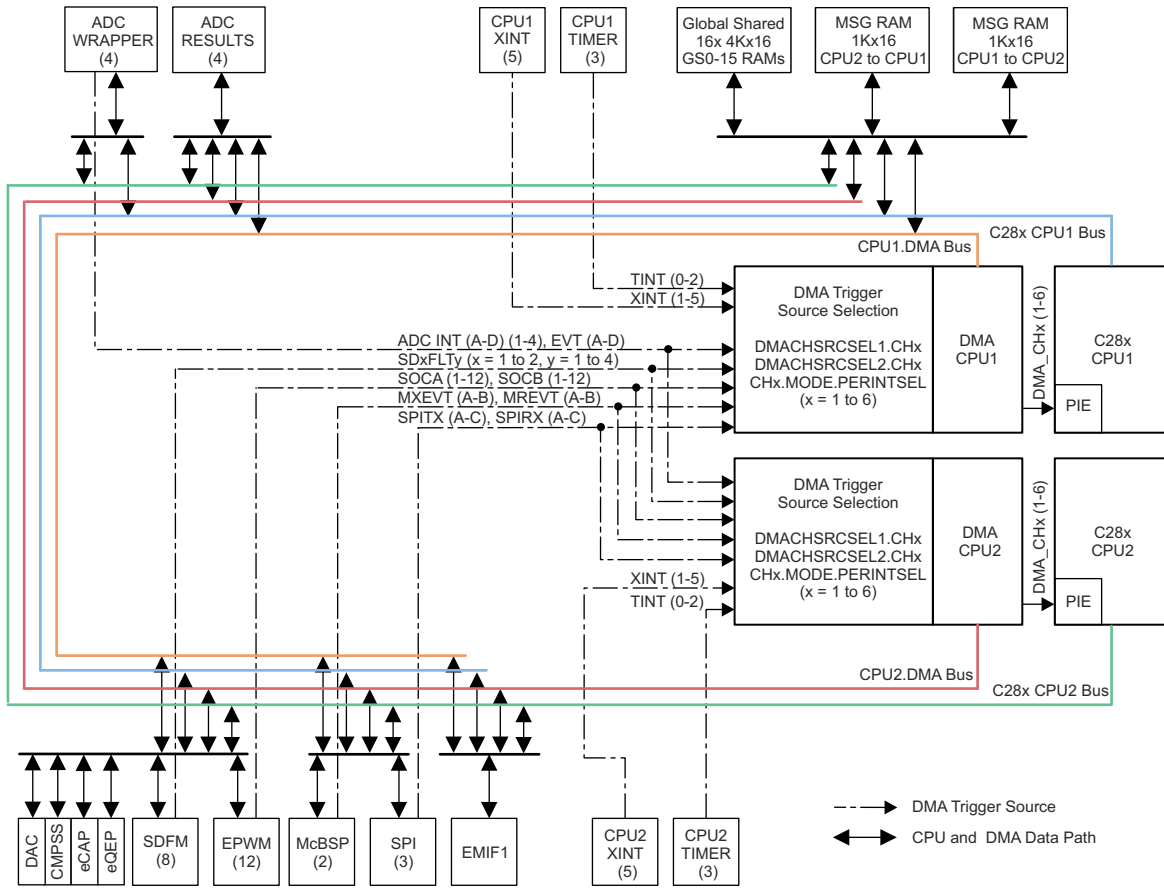 ADC
WRAPPER
(4)
ADC
RESULTS
(4)
CPU1
XINT
(5)
CPU1
TIMER
(3)
Global Shared
16x 4Kx16
GS0-15 RAMs
MSG RAM
1Kx16
CPU2 to CPU1
MSG RAM
1Kx16
CPU1 to CPU2
C28x CPU1 Bus
CPU1.DMA Bus
TINT (0-2)
XINT (1-5)
ADC INT (A-D) (1-4), EVT (A-D)
SDxFLTy (x = 1 to 2, y = 1 to 4)
SOCA (1-12), SOCB (1-12)
MXEVT (A-B), MREVT (A-B)
SPITX (A-C), SPIRX (A-C)
DMA Trigger
Source Selection
DMACHSRCSEL1.CHx
DMACHSRCSEL2.CHx
CHx.MODE.PERINTSEL
(x = 1 to 6)
DMA
CPU1
DMA_CHx (1-6)
C28x
CPU1
PIE
DMA Trigger
Source Selection
DMACHSRCSEL1.CHx
DMACHSRCSEL2.CHx
CHx.MODE.PERINTSEL
(x = 1 to 6)
DMA
CPU2
DMA_CHx (1-6)
C28x
CPU2
PIE
XINT (1-5)
TINT (0-2)
CPU2.DMA Bus
C28x CPU2 Bus
DAC
CMPSS
eCAP
eQEP
SDFM
(8)
EPWM
(12)
McBSP
(2)
SPI
(3)
EMIF1
CPU2
XINT
(5)
CPU2
TIMER
(3)
DMA Trigger Source
CPU and DMA Data Path